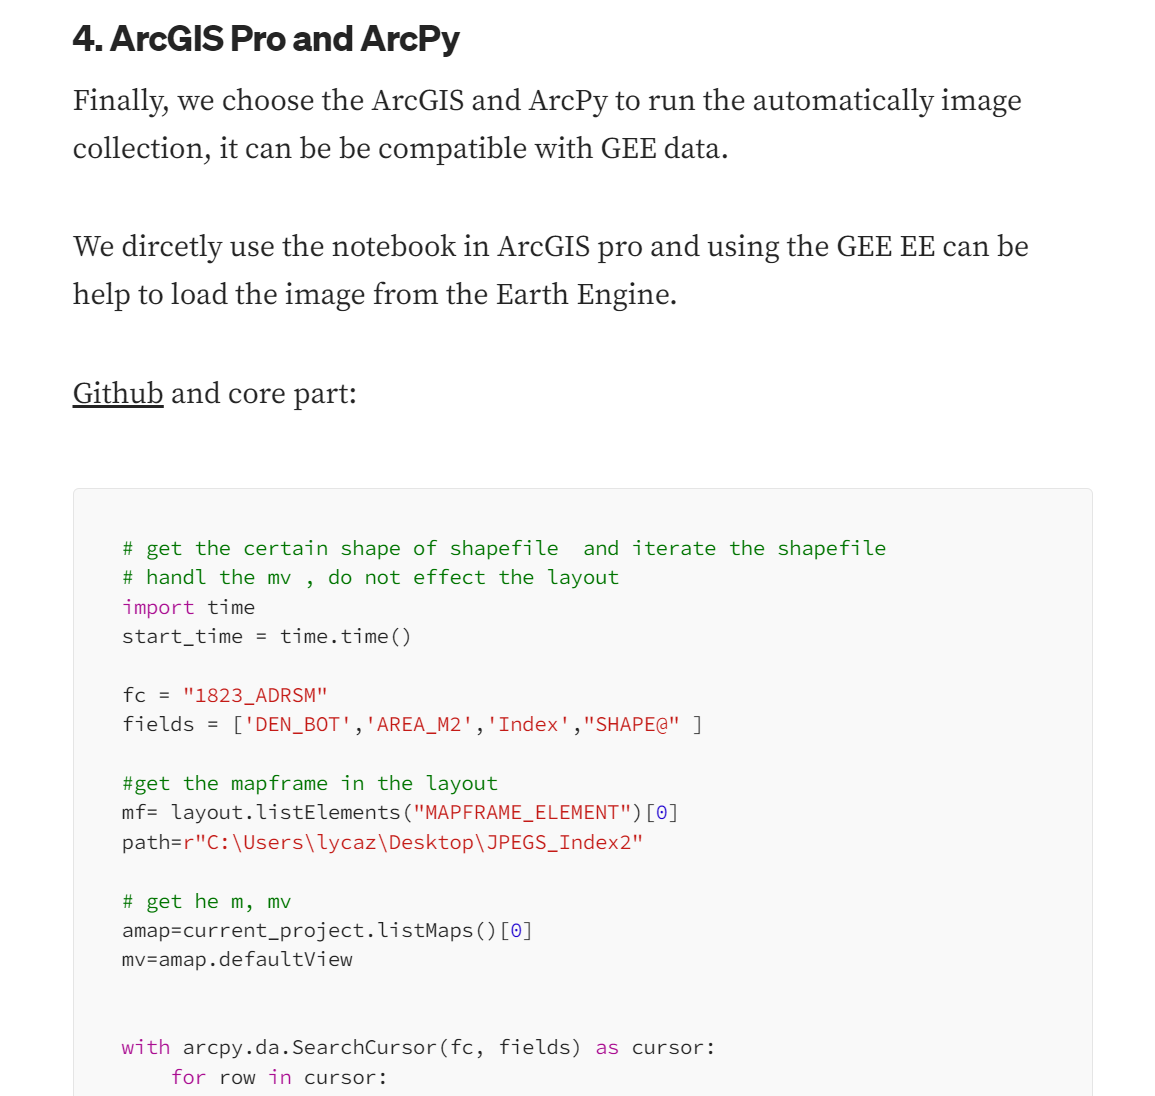 4. ArcGIS Pro and ArcPy
Finally, we choose the ArcGIS and ArcPy to run the automatically image
collection, it can be be compatible with GEE data.
We dircetly use the notebook in ArcGIS pro and using the GEE EE can be
help to load the image from the Earth Engine.
Github and core part:
# get the certain shape of shapefile  and iterate the shapefile
# handl the mv , do not effect the layout
import time
start_time = time.time()
fc = "1823_ADRSM"
fields = ['DEN_BOT','AREA_M2','Index',"SHAPE@" ]
#get the mapframe in the layout
mf= layout.listElements("MAPFRAME_ELEMENT")[0]
path=r"C:\Users\lycaz\Desktop\JPEGS_Index2"
# get he m, mv
amap=current_project.listMaps()[0]
mv=amap.defaultView
with arcpy.da.SearchCursor(fc, fields) as cursor:
    for row in cursor: